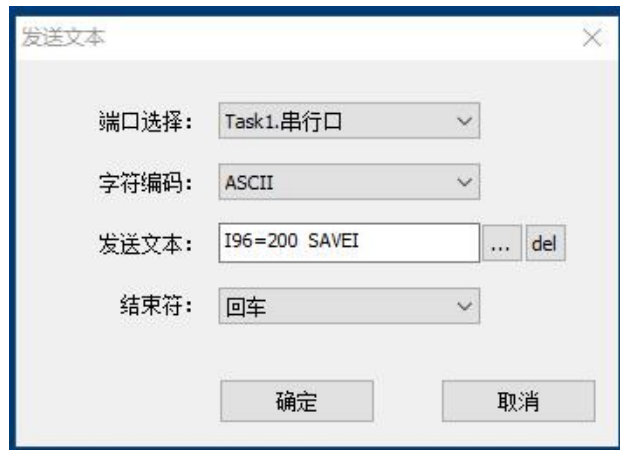 发送文本
端口选择： Task1.串行口
字符编码： ASCII
发送文本： I96=200 SAVEI ... del
结束符： 回车
确定 取消